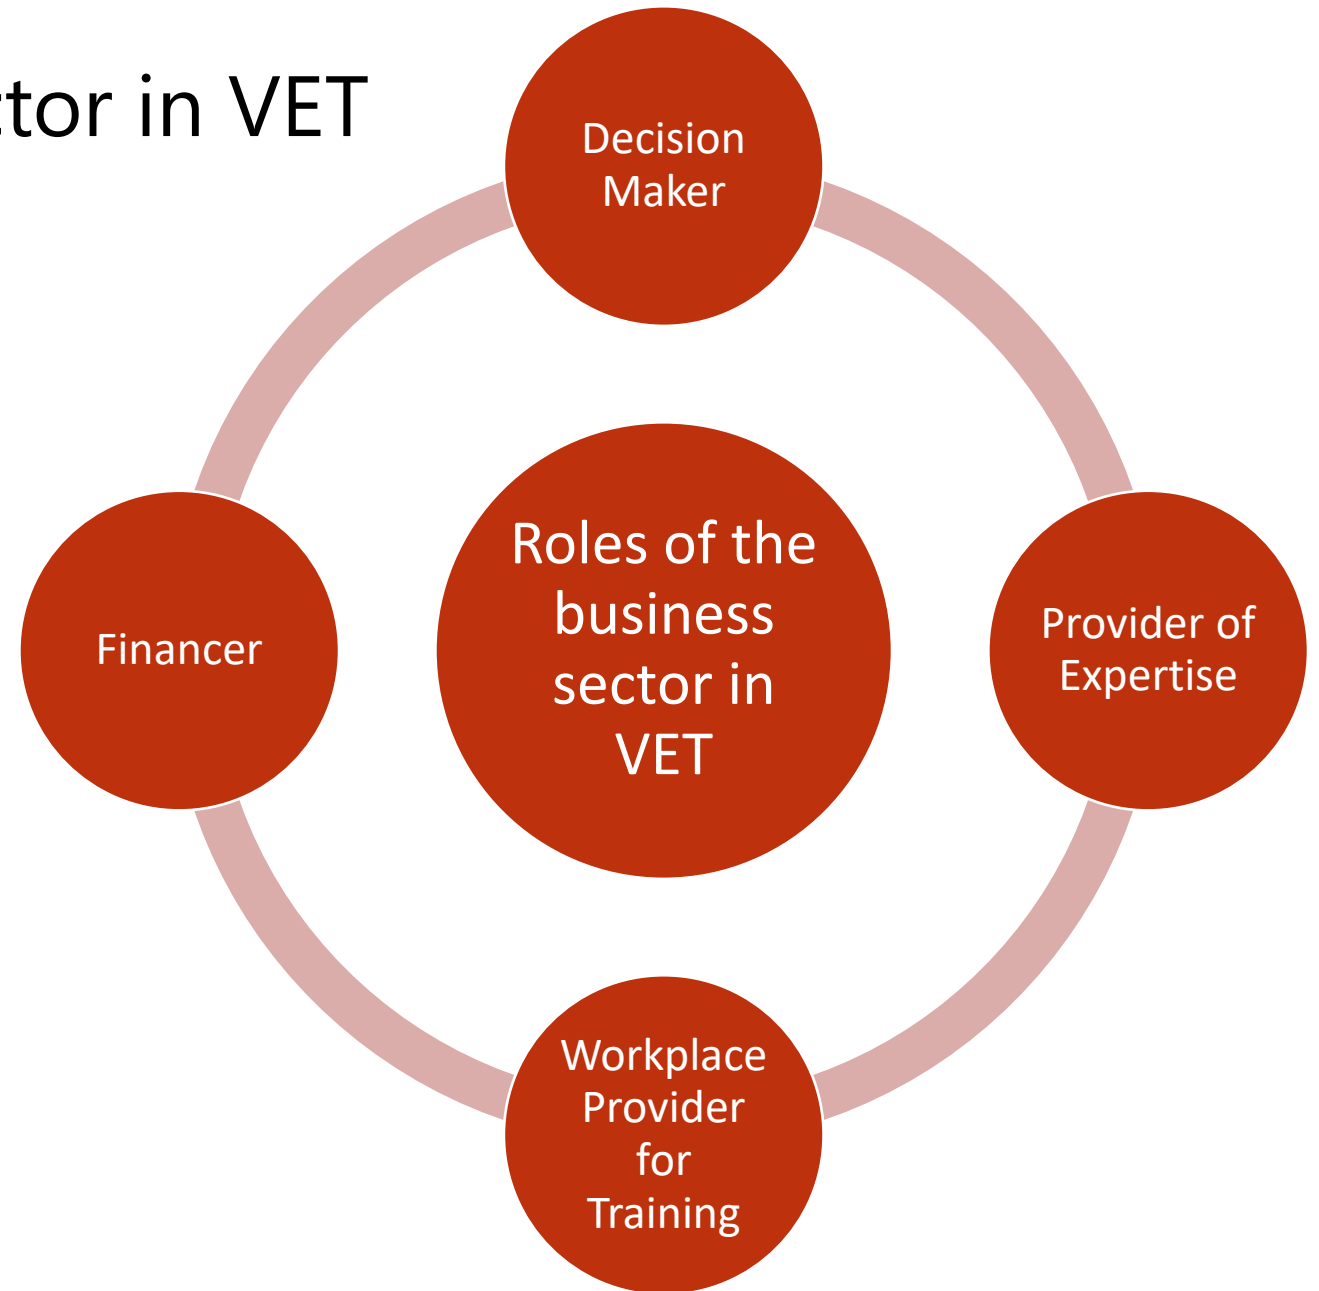 ctor in VET
Decision
Maker
Roles of the
business
sector in
VET
Provider of
Expertise
Financer
Workplace
Provider
for
Training